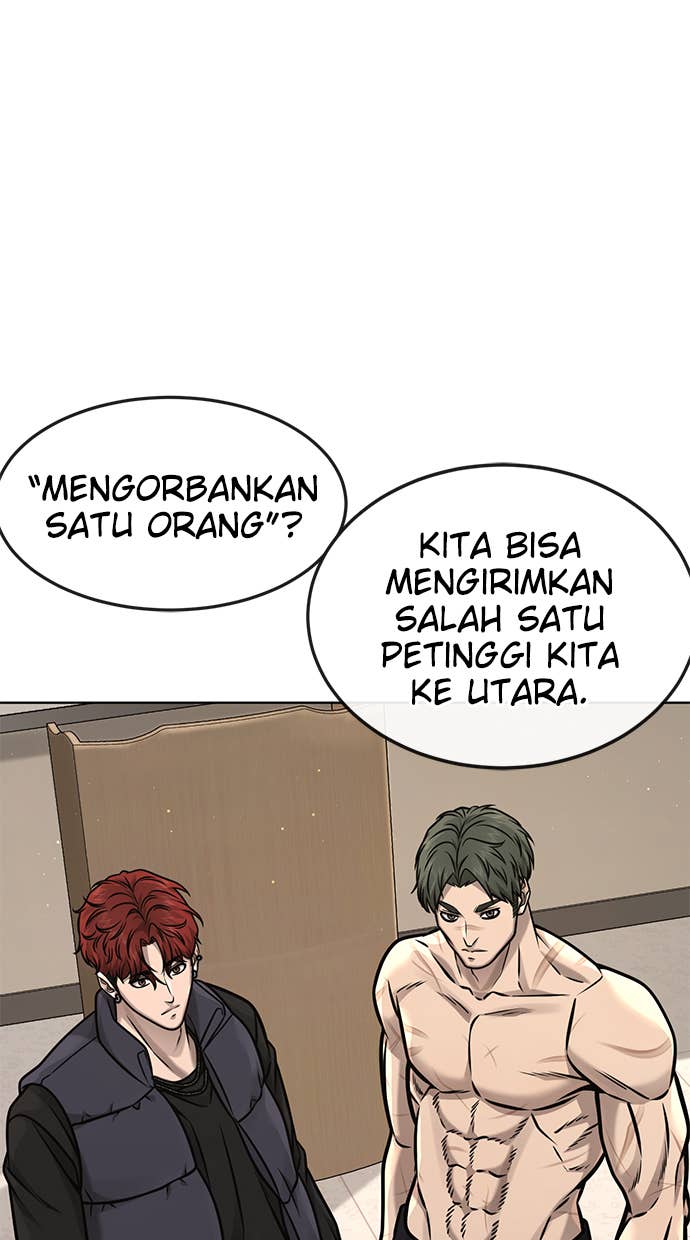 “MENGORBANKAN
SATU ORANG”?
KITA BISA
MENGIRIMKAN
SALAH SATU
PETINGGI KITA
KE UTARA.